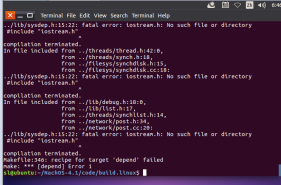 File Edit View Search Terminal Help
../lib/sysdep.h:15:22: fatal error: iostream.h: No such file or directory
 #include "iostream.h"
^
compilation terminated.
In file included from ../threads/thread.h:42:0,
from ../threads/synch.h:18,
from ../filesys/synchdisk.h:15,
from ../filesys/synchdisk.cc:18:
../lib/sysdep.h:15:22: fatal error: iostream.h: No such file or directory
 #include "iostream.h"
^
compilation terminated.
In file included from ../lib/debug.h:18:0,
from ../lib/list.h:17,
from ../threads/synchlist.h:14,
from ../network/post.h:34,
from ../network/post.cc:20:
../lib/sysdep.h:15:22: fatal error: iostream.h: No such file or directory
 #include "iostream.h"
^
compilation terminated.
Makefile:346: recipe for target 'depend' failed
make: *** [depend] Error 1
sl@ubuntu:~/NachOS-4.1/code/build.linux$